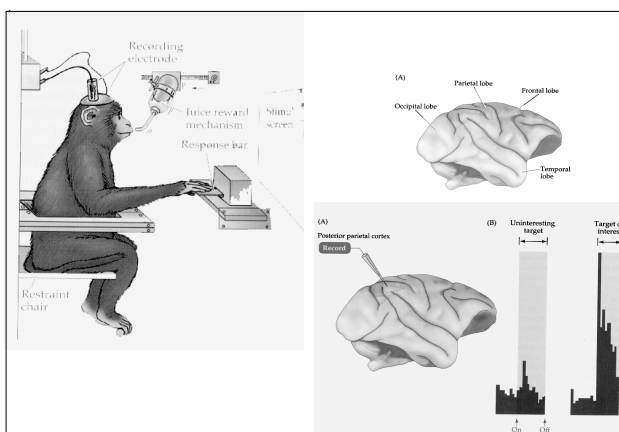 Recording
electrode
Juice reward
mechanism
screen
Response bar
Restraint
chair
(A)
Parietal lobe
Frontal lobe
Occipital lobe
Temporal
lobe
(A)
Posterior parietal cortex
Record
(B)
Uninteresting
target
Target
On
Off